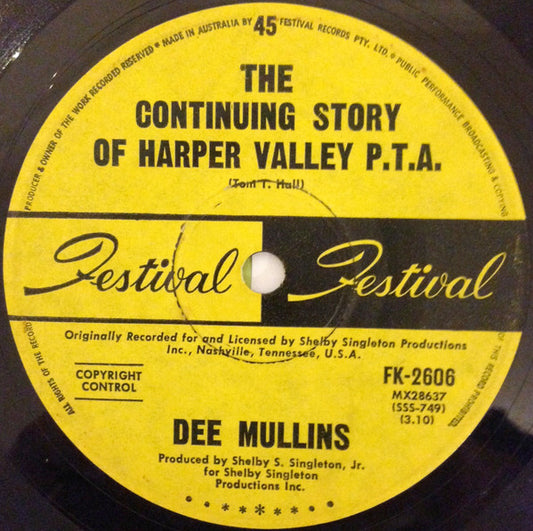 45
PRODUCER & OWNER OF THE WORK RECORDED RESERVED * MADE IN AUSTRALIA BY FESTIVAL RECORDS PTY. LTD. * PUBLIC PERFORMANCE BROADCASTING & COPYING
THE
CONTINUING STORY
OF HARPER VALLEY P.T.A.
(Tom T. Hall)
Festival Festival
Originally Recorded for and Licensed by Shelby Singleton Productions
Inc., Nashville, Tennessee, U.S.A.
COPYRIGHT
CONTROL
FK-2606
MX28637
(SSS-749)
(3.10)
DEE MULLINS
Produced by Shelby S. Singleton, Jr.
for Shelby Singleton
Productions Inc.
ALL RIGHTS OF THE RECORD
OF THIS RECORD PROHIBITED